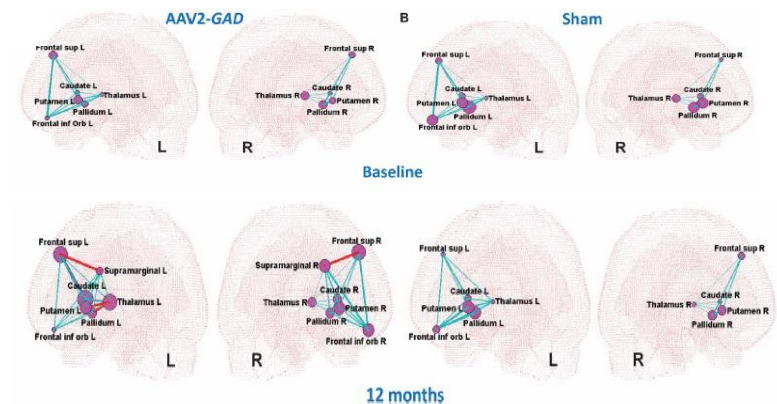 AAV2-GAD
B
Sham
Frontal sup L
Frontal sup R
Frontal sup L
Frontal sup R
Caudate L
Thalamus L
Putamen L
Pallidum L
Frontal inf Orb L
Caudate R
Thalamus R
Putamen R
Pallidum R
Caudate L
Thalamus L
Putamen L
Pallidum L
Frontal inf orb L
Caudate R
Thalamus R
Putamen R
Pallidum R
L
R
L
R
Baseline
Frontal sup L
Supramarginal L
Caudate L
Thalamus L
Putamen L
Pallidum L
Frontal inf orb L
Frontal sup R
Supramarginal R
Caudate R
Thalamus R
Putamen R
Pallidum R
Frontal inf orb R
Frontal sup L
Caudate L
Thalamus L
Putamen L
Pallidum L
Frontal inf orb L
Frontal sup R
Caudate R
Thalamus R
Putamen R
Pallidum R
L
R
L
R
12 months